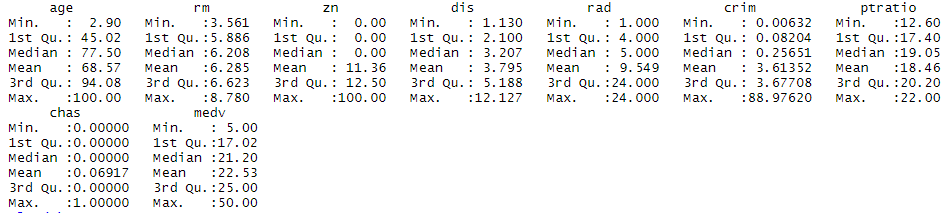 age               rm              zn              dis              rad              crim             ptratio     
 Min.   :  2.90   Min.   :3.561   Min.   :  0.00   Min.   : 1.130   Min.   : 1.000   Min.   : 0.00632   Min.   :12.60  
 1st Qu.: 45.02   1st Qu.:5.886   1st Qu.:  0.00   1st Qu.: 2.100   1st Qu.: 4.000   1st Qu.: 0.08204   1st Qu.:17.40  
 Median : 77.50   Median :6.208   Median :  0.00   Median : 3.207   Median : 5.000   Median : 0.25651   Median :19.05  
 Mean   : 68.57   Mean   :6.285   Mean   : 11.36   Mean   : 3.795   Mean   : 9.549   Mean   : 3.61352   Mean   :18.46  
 3rd Qu.: 94.08   3rd Qu.:6.623   3rd Qu.: 12.50   3rd Qu.: 5.188   3rd Qu.:24.000   3rd Qu.: 3.67708   3rd Qu.:20.20  
 Max.   :100.00   Max.   :8.780   Max.   :100.00   Max.   :12.127   Max.   :24.000   Max.   :88.97620   Max.   :22.00  
      chas              medv      
 Min.   :0.00000   Min.   : 5.00  
 1st Qu.:0.00000   1st Qu.:17.02  
 Median :0.00000   Median :21.20  
 Mean   :0.06917   Mean   :22.53  
 3rd Qu.:0.00000   3rd Qu.:25.00  
 Max.   :1.00000   Max.   :50.00